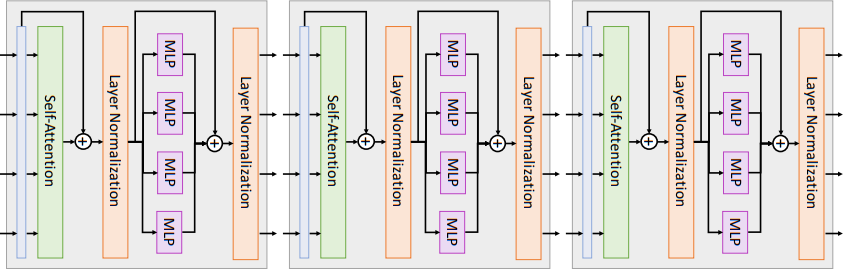 Self-Attention
+
Layer Normalization
MLP
MLP
MLP
MLP
+
Layer Normalization
Self-Attention
+
Layer Normalization
MLP
MLP
MLP
MLP
+
Layer Normalization
Self-Attention
+
Layer Normalization
MLP
MLP
MLP
MLP
+
Layer Normalization